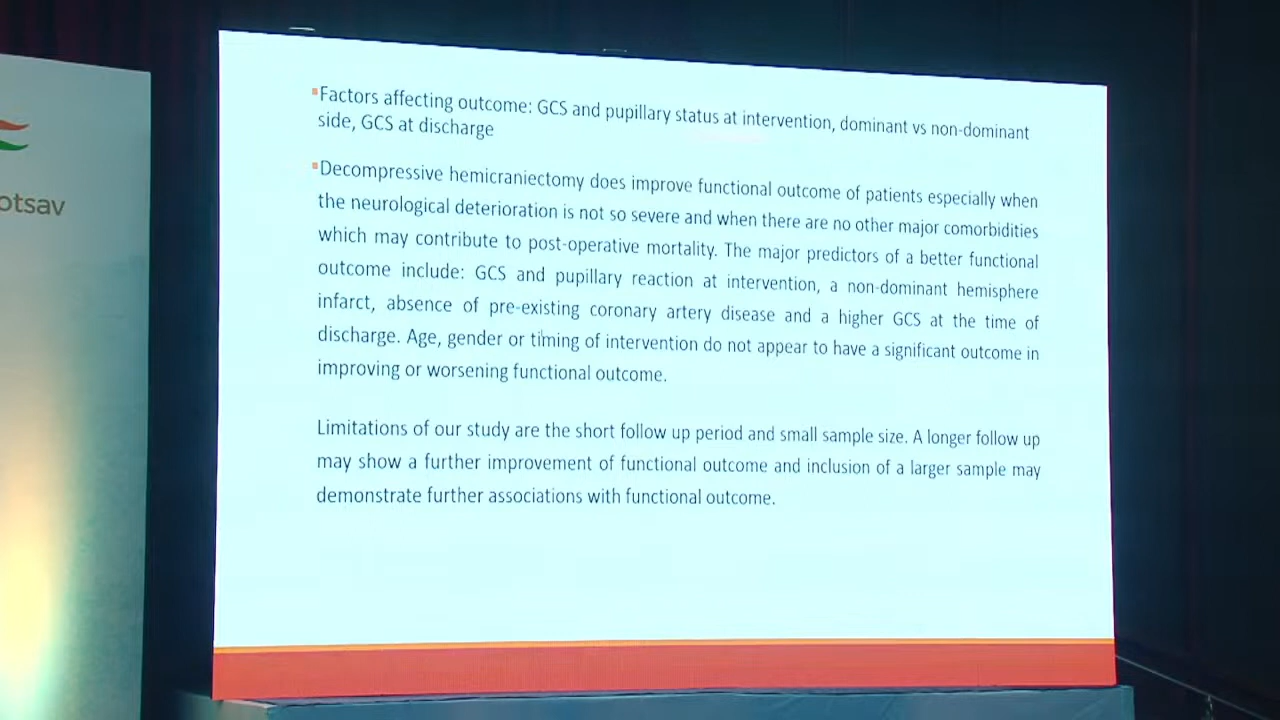 otsav
▪Factors affecting outcome: GCS and pupillary status at intervention, dominant vs non-dominant
side, GCS at discharge
▪Decompressive hemicraniectomy does improve functional outcome of patients especially when
the neurological deterioration is not so severe and when there are no other major comorbidities
which may contribute to post-operative mortality. The major predictors of a better functional
outcome include: GCS and pupillary reaction at intervention, a non-dominant hemisphere
infarct, absence of pre-existing coronary artery disease and a higher GCS at the time of
discharge. Age, gender or timing of intervention do not appear to have a significant outcome in
improving or worsening functional outcome.
Limitations of our study are the short follow up period and small sample size. A longer follow up
may show a further improvement of functional outcome and inclusion of a larger sample may
demonstrate further associations with functional outcome.